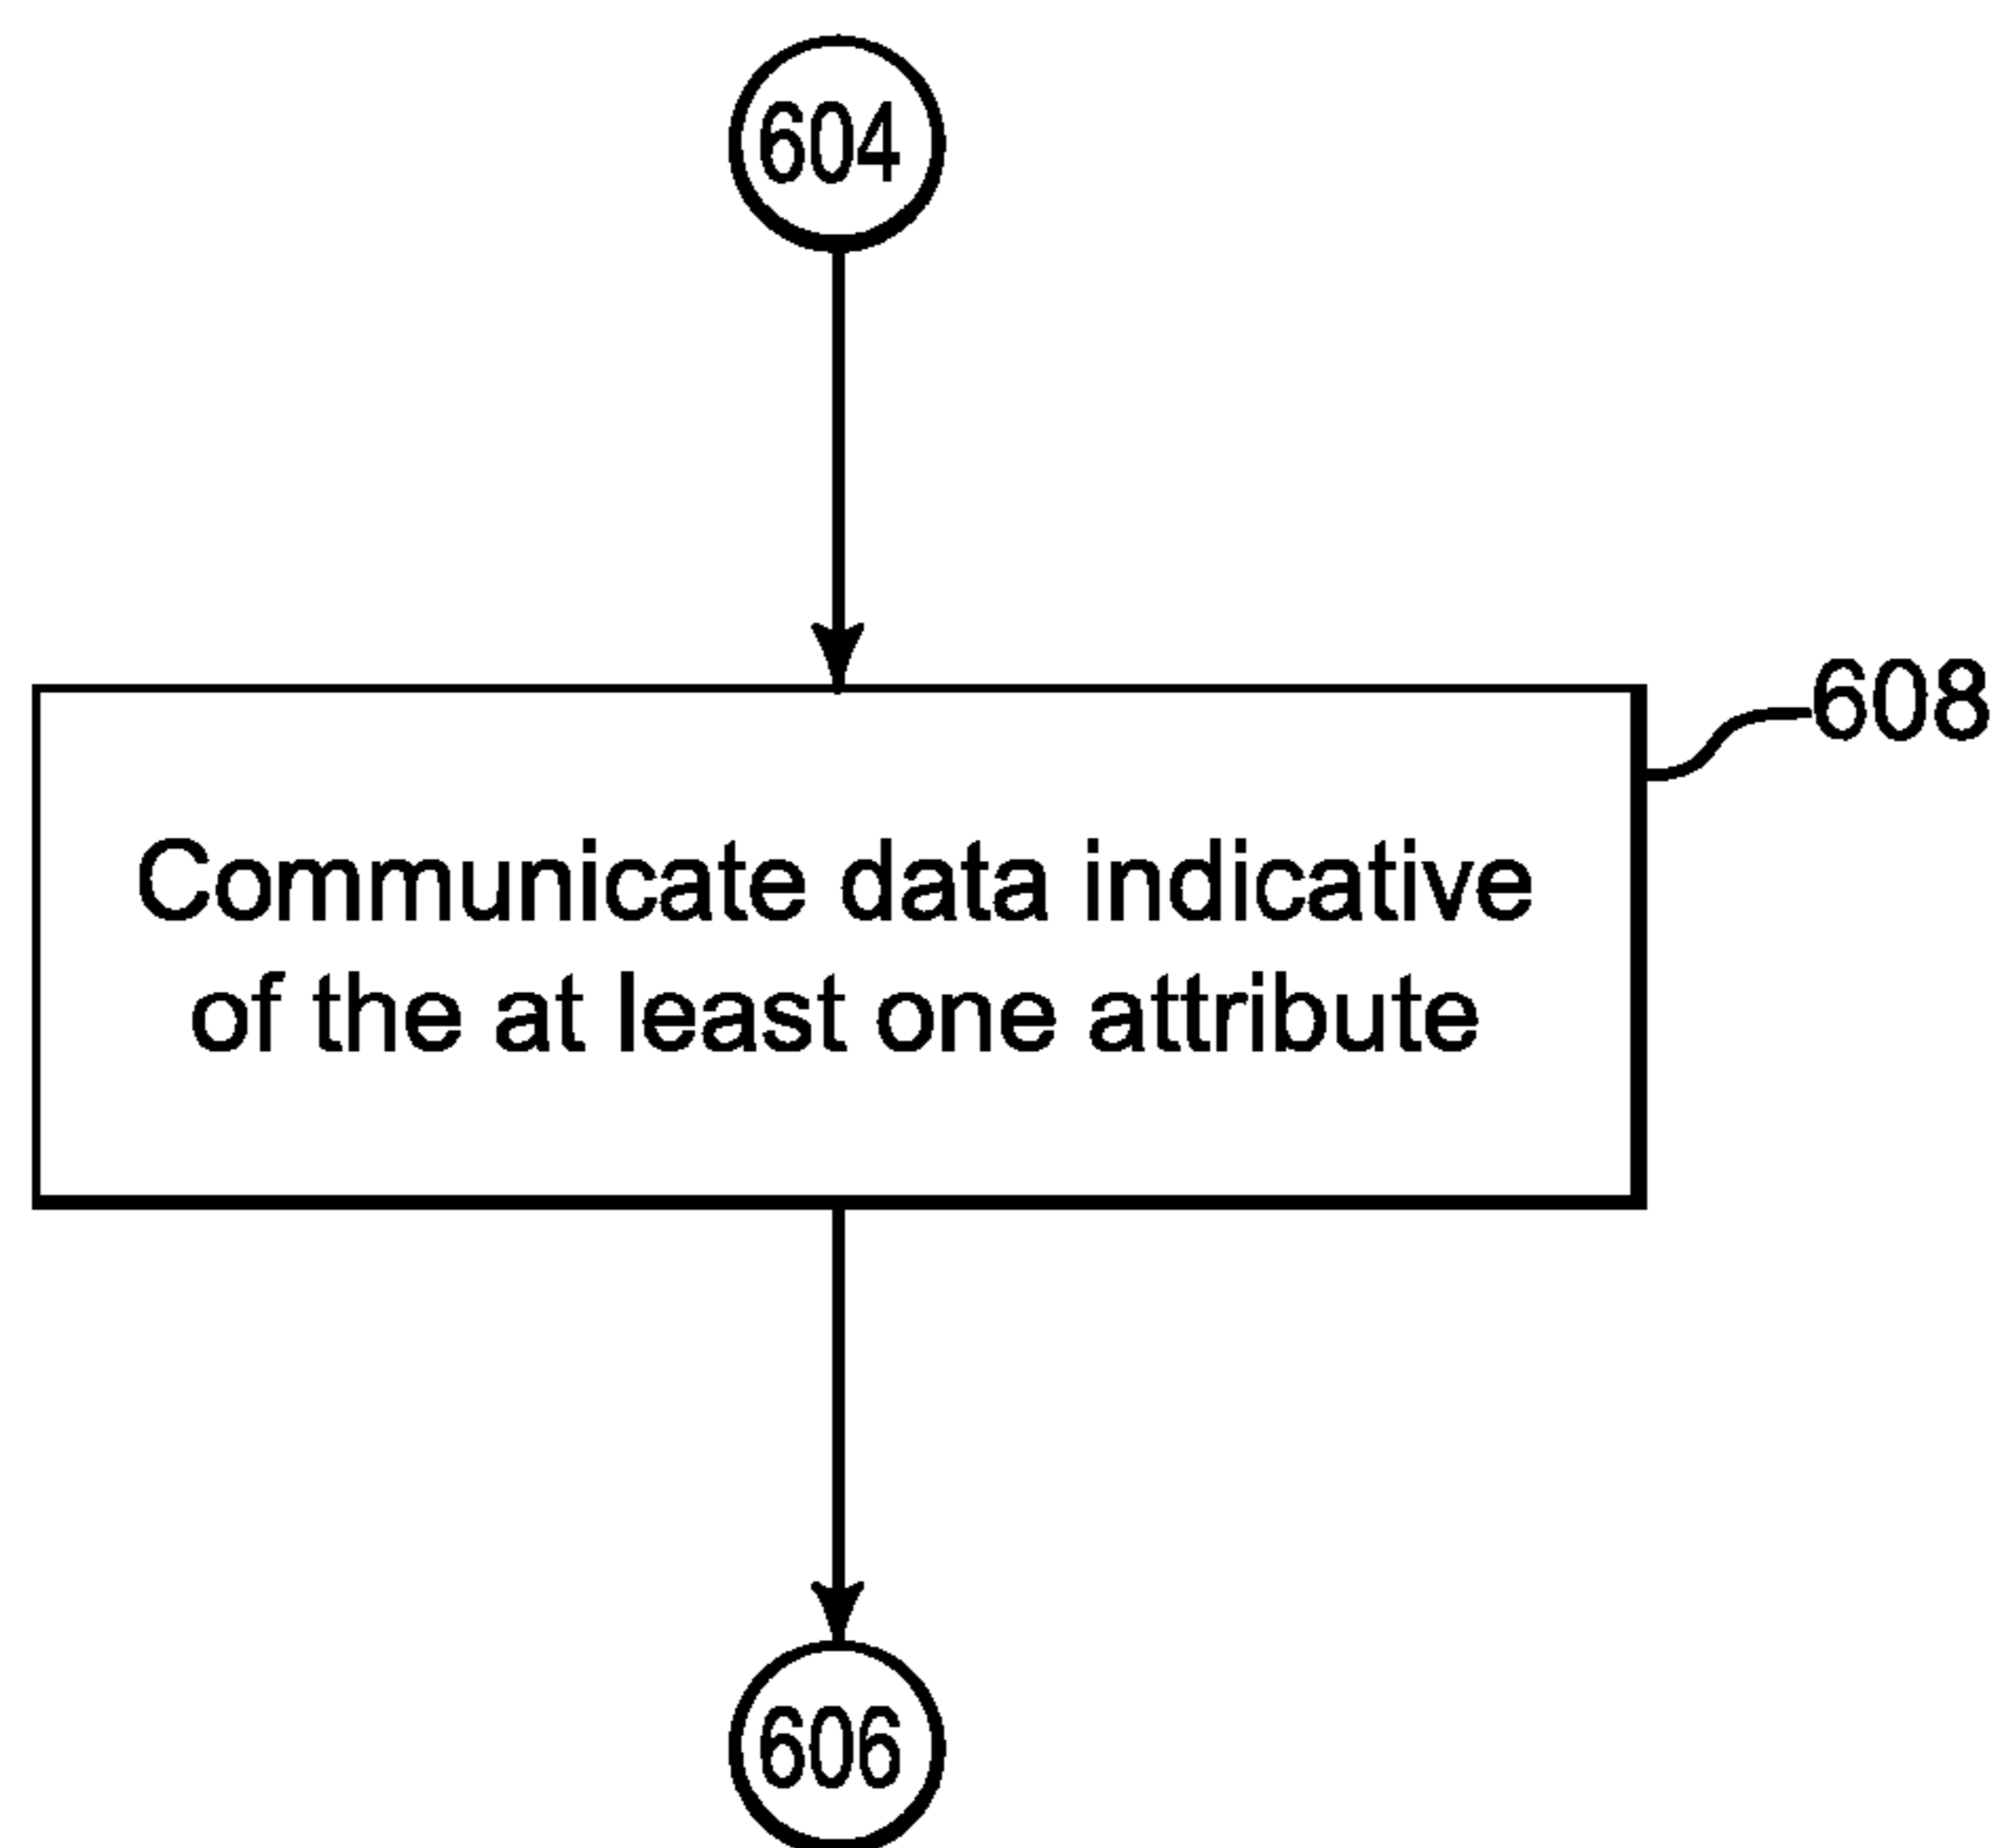 604
608
Communicate data indicative
of the at least one attribute
606